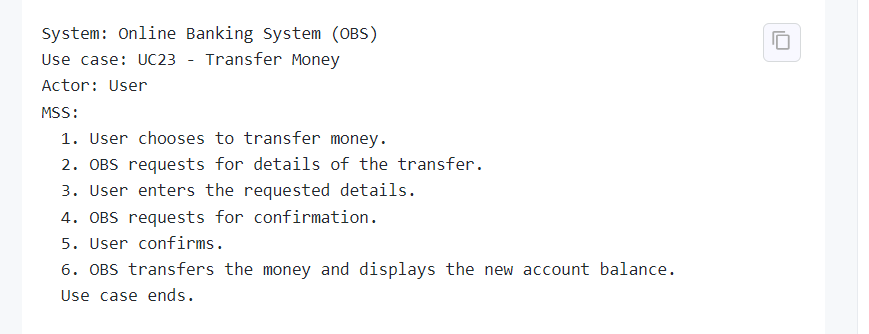 System: Online Banking System (OBS)
Use case: UC23 - Transfer Money
Actor: User
MSS:
1. User chooses to transfer money.
2. OBS requests for details of the transfer.
3. User enters the requested details.
4. OBS requests for confirmation.
5. User confirms.
6. OBS transfers the money and displays the new account balance.
Use case ends.